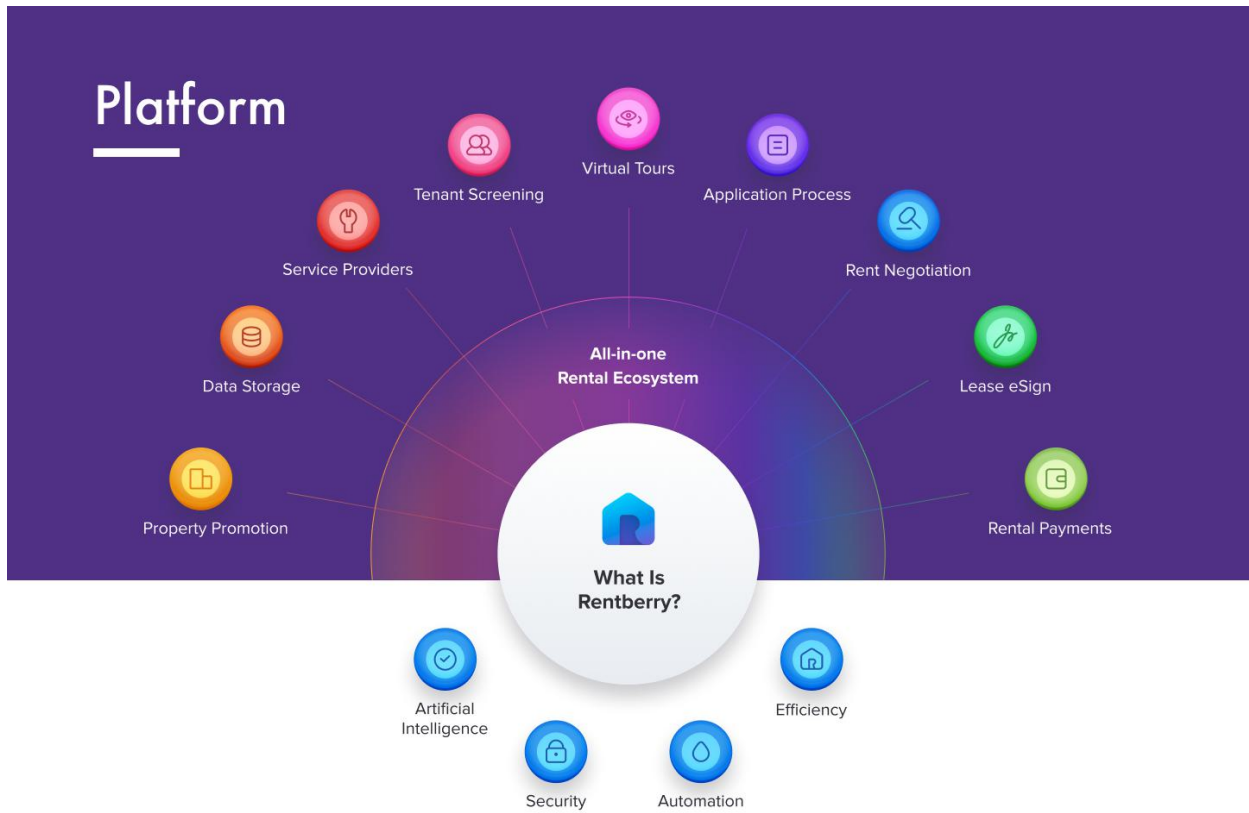 Platform
Virtual Tours
Tenant Screening
Application Process
Service Providers
Rent Negotiation
Data Storage
Lease eSign
Property Promotion
Rental Payments
All-in-one
Rental Ecosystem
What Is
Rentberry?
Artificial
Intelligence
Efficiency
Security
Automation